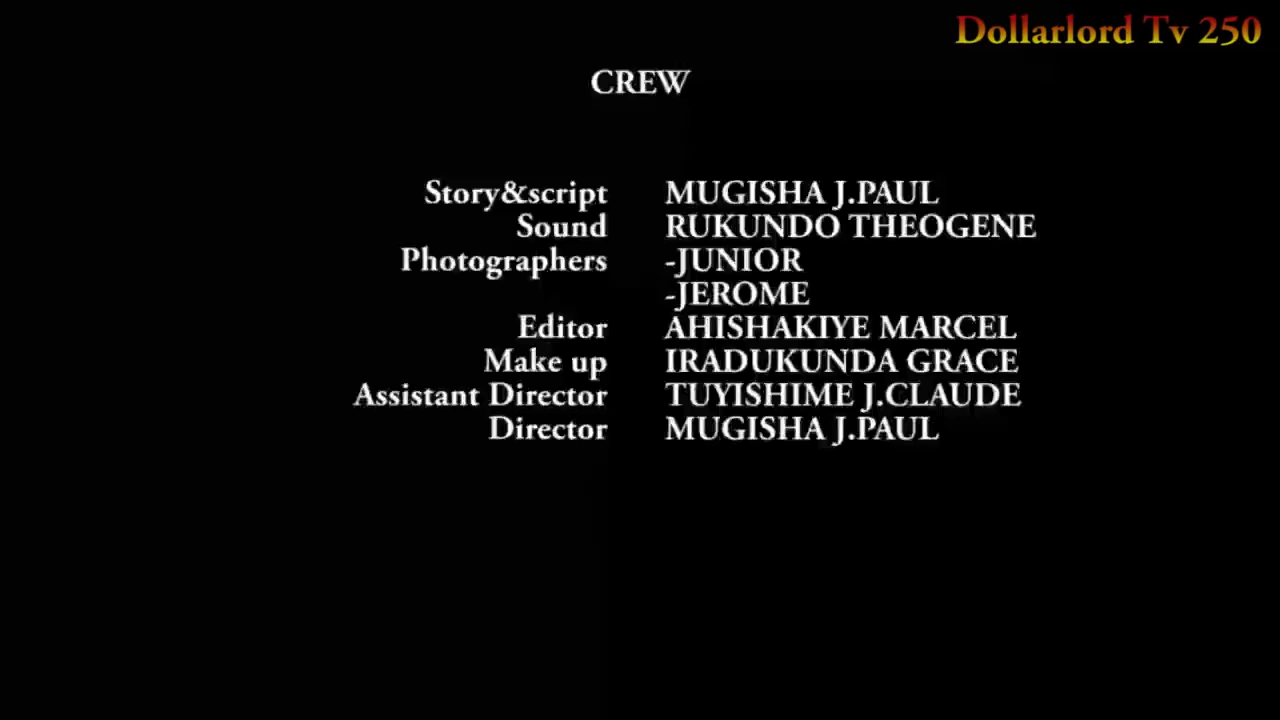 Dollarlord Tv 250
CREW
Story&script MUGISHA J.PAUL
Sound RUKUNDO THEOGENE
Photographers -JUNIOR
-JEROME
Editor AHISHAKIYE MARCEL
Make up IRADUKUNDA GRACE
Assistant Director TUYISHIME J.CLAUDE
Director MUGISHA J.PAUL